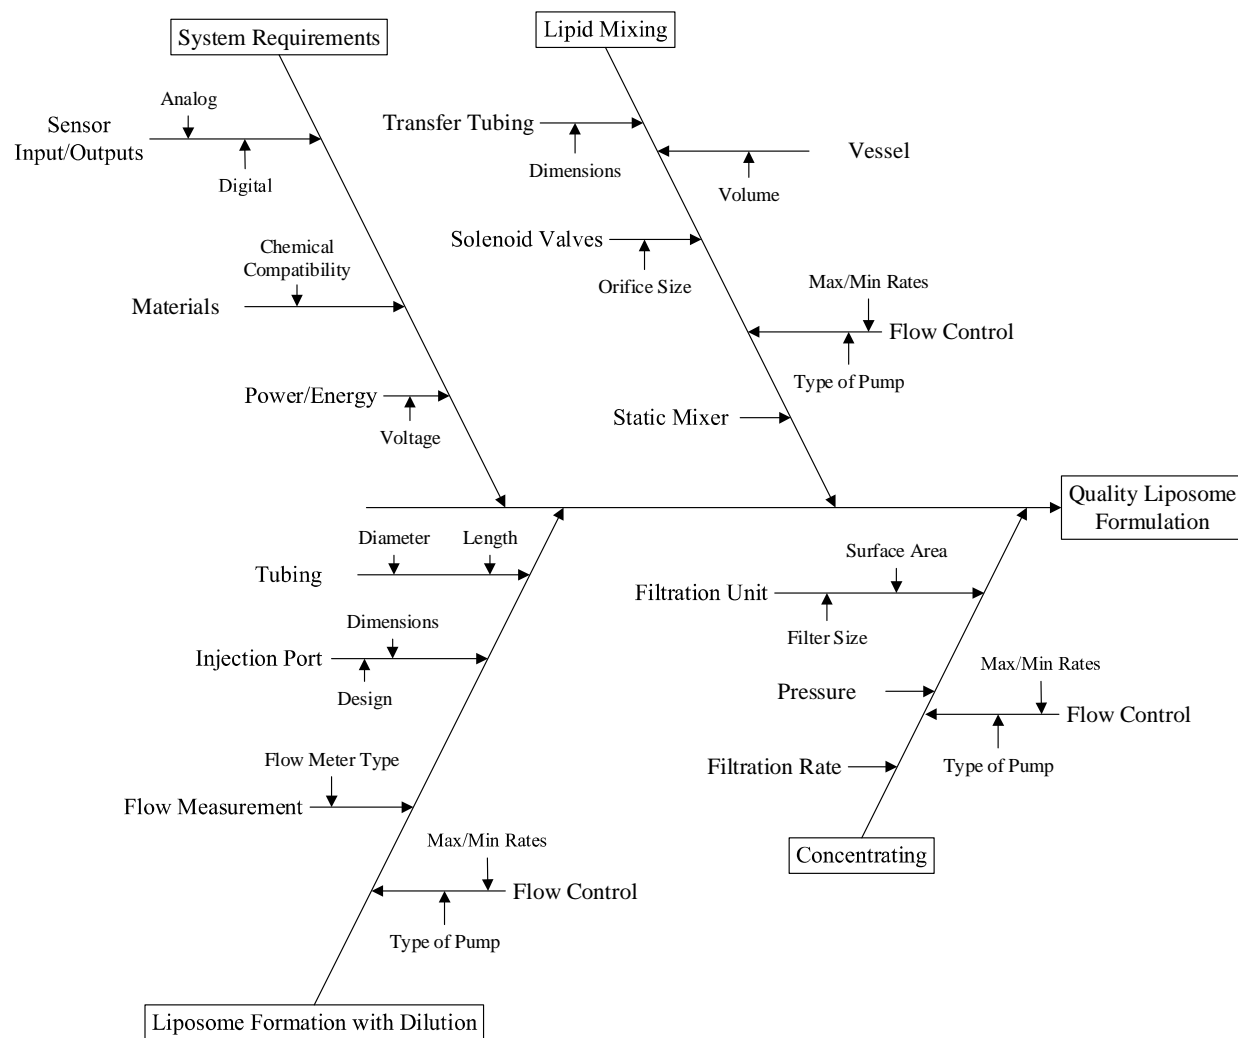 System Requirements
Lipid Mixing
Analog
Sensor
Input/Outputs
Digital
Transfer Tubing
Dimensions
Vessel
Volume
Solenoid Valves
Orifice Size
Chemical
Compatibility
Materials
Max/Min Rates
Flow Control
Type of Pump
Power/Energy
Voltage
Static Mixer
Quality Liposome
Formulation
Diameter
Length
Tubing
Surface Area
Filtration Unit
Filter Size
Dimensions
Injection Port
Design
Max/Min Rates
Pressure
Flow Control
Type of Pump
Filtration Rate
Flow Meter Type
Flow Measurement
Concentrating
Max/Min Rates
Flow Control
Type of Pump
Liposome Formation with Dilution